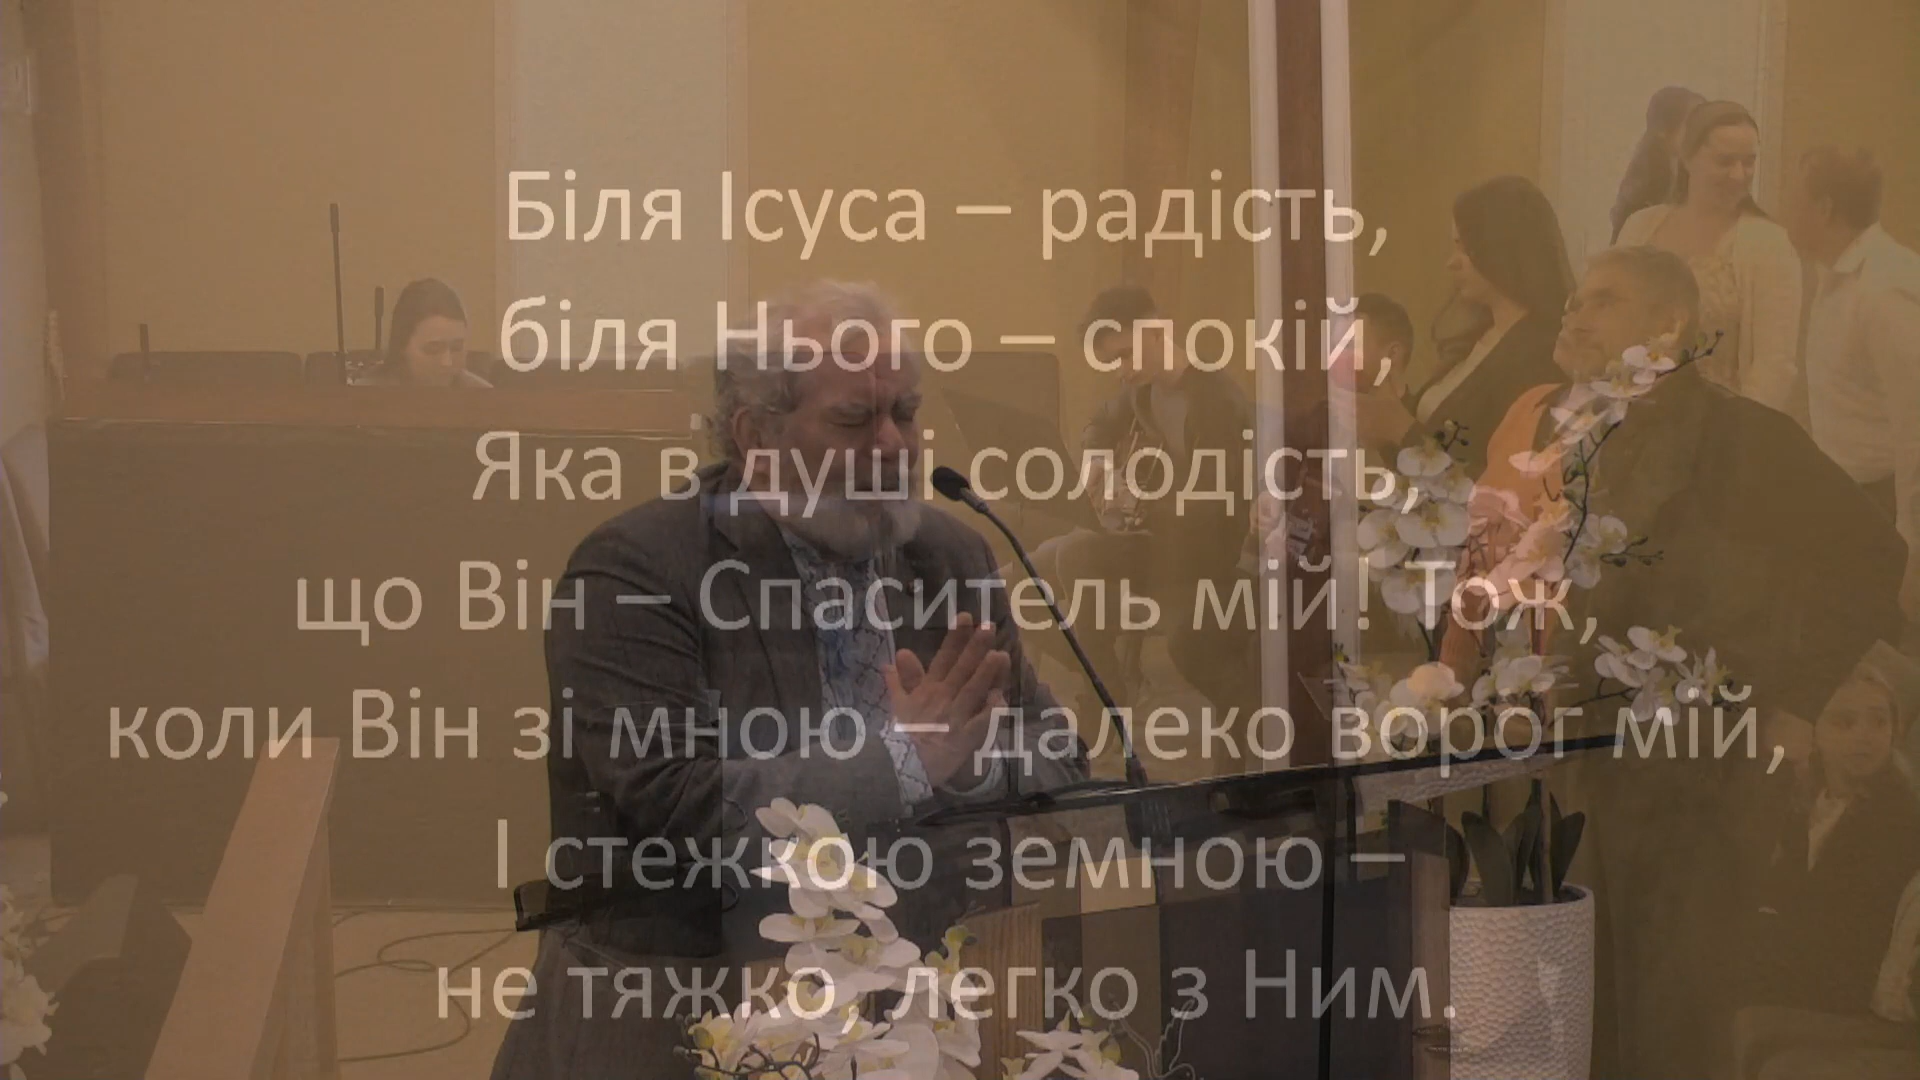 Біля Ісуса – радість,
біля Нього – спокій,
Яка в душі солодість,
що Він – Спаситель мій! Тож,
коли Він зі мною – далеко ворог мій,
І стежкою земною –
не тяжко, легко з Ним.